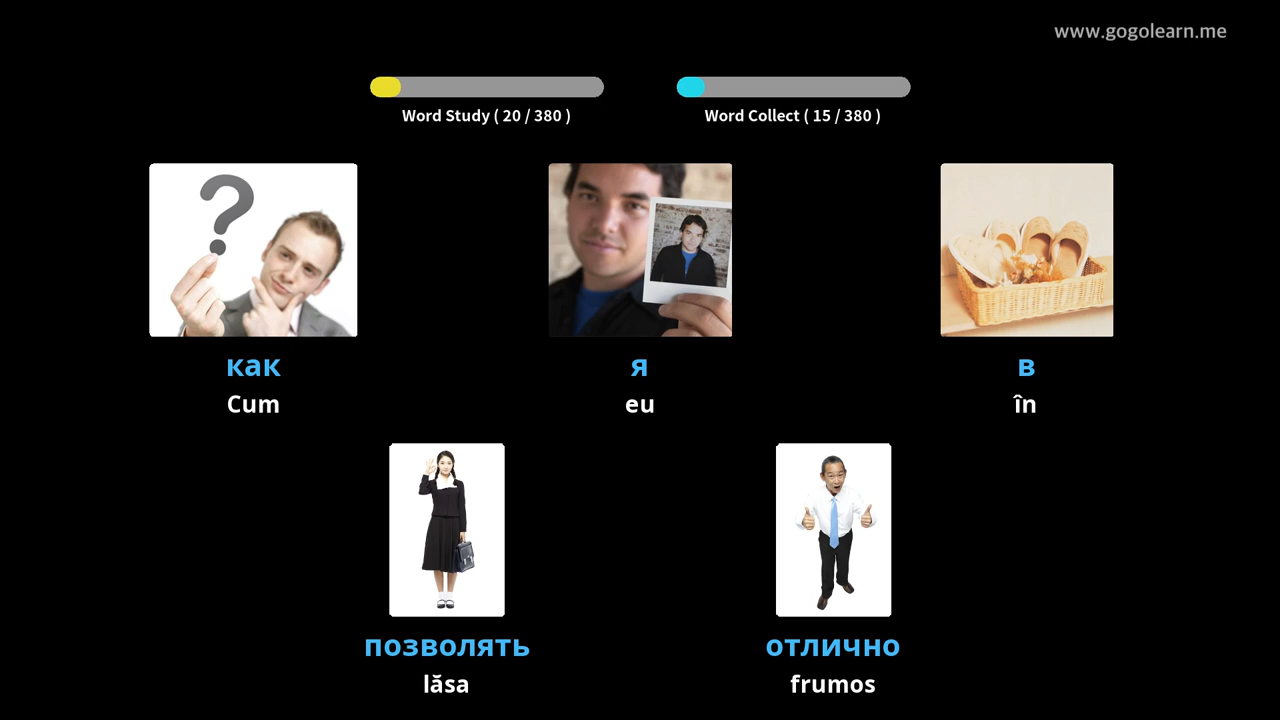 www.gogolearn.me
Word Study ( 20 / 380 )
Word Collect ( 15 / 380 )
?
как
Cum
я
eu
в
în
позволять
lăsa
отлично
frumos